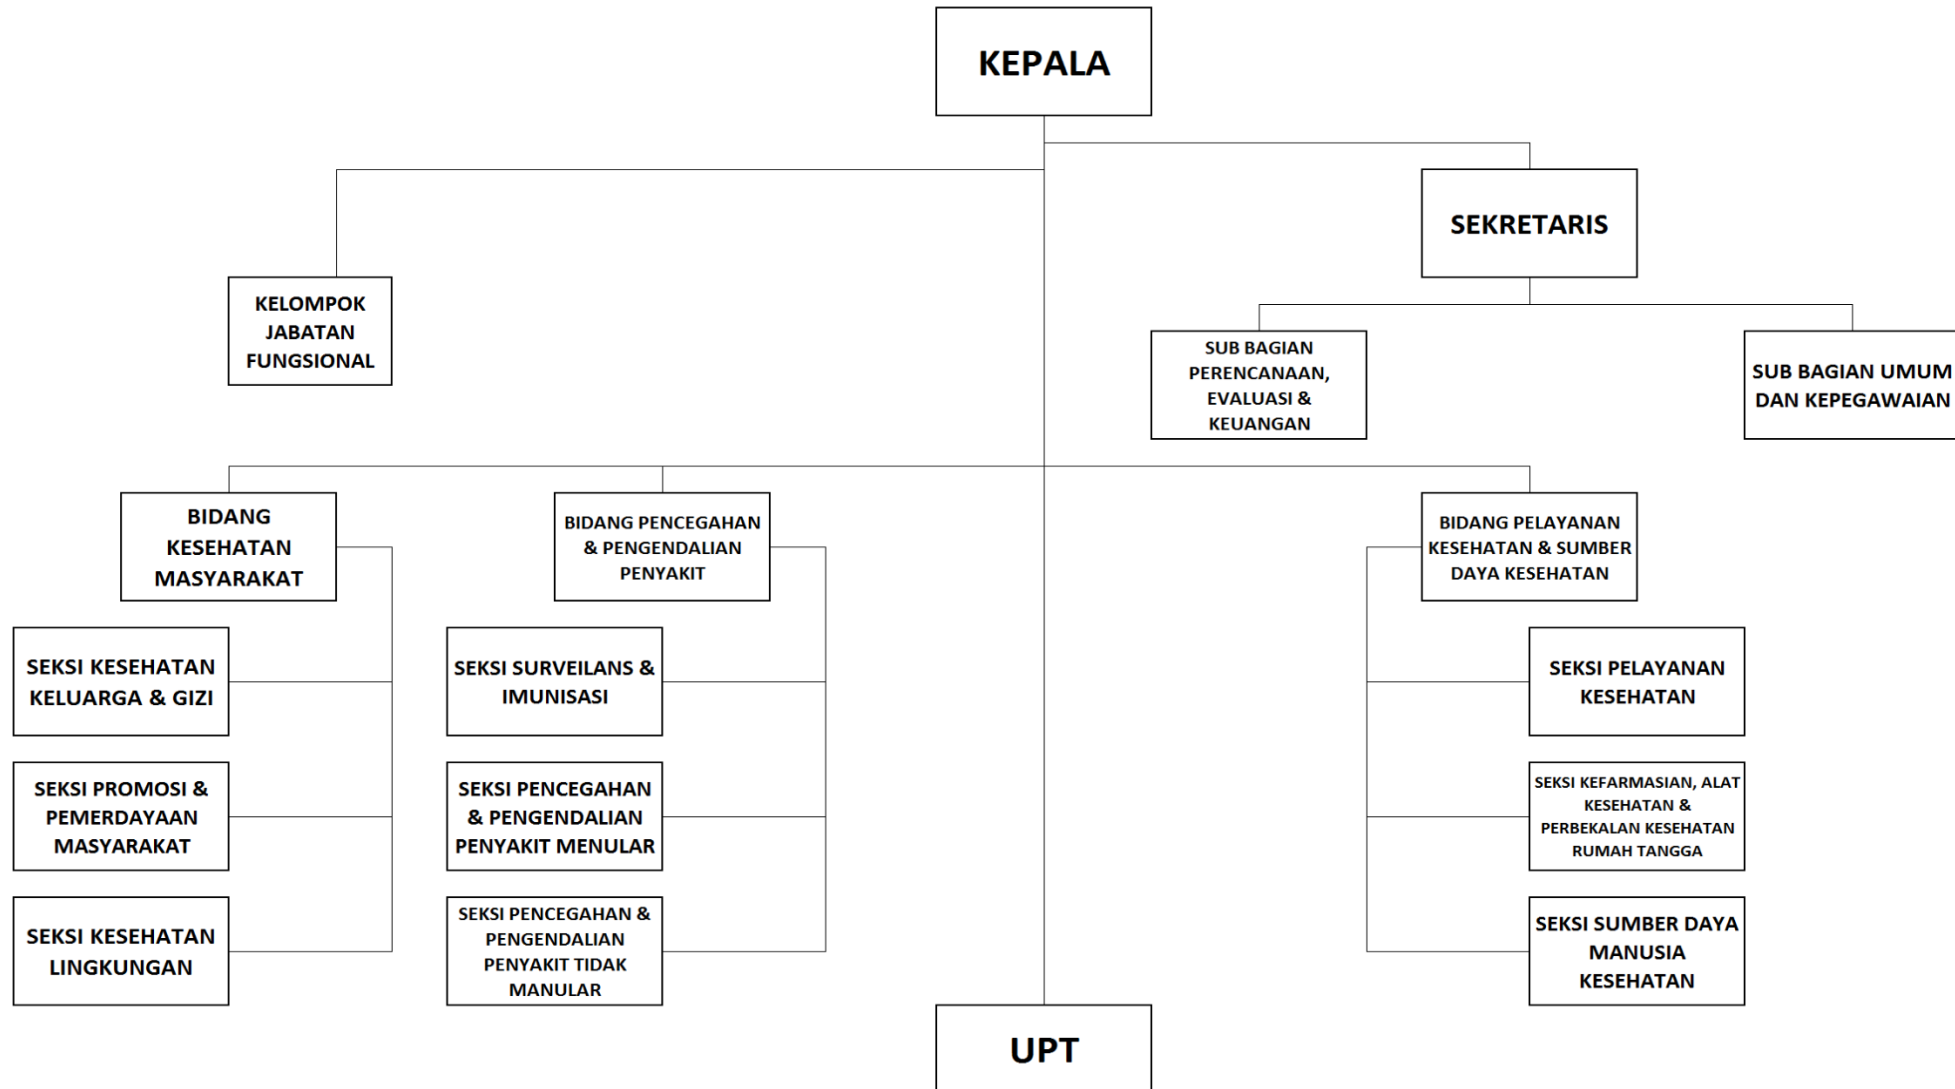 KEPALA
SEKRETARIS
KELOMPOK
JABATAN
FUNGSIONAL
SUB BAGIAN
PERENCANAAN,
EVALUASI &
KEUANGAN
SUB BAGIAN UMUM
DAN KEPEGAWAIAN
BIDANG
KESEHATAN
MASYARAKAT
BIDANG PENCEGAHAN
& PENGENDALIAN
PENYAKIT
BIDANG PELAYANAN
KESEHATAN & SUMBER
DAYA KESEHATAN
SEKSI KESEHATAN
KELUARGA & GIZI
SEKSI SURVEILANS &
IMUNISASI
SEKSI PELAYANAN
KESEHATAN
SEKSI PROMOSI &
PEMERDAYAAN
MASYARAKAT
SEKSI PENCEGAHAN
& PENGENDALIAN
PENYAKIT MENULAR
SEKSI KEFARMASIAN, ALAT
KESEHATAN &
PERBEKALAN KESEHATAN
RUMAH TANGGA
SEKSI KESEHATAN
LINGKUNGAN
SEKSI PENCEGAHAN &
PENGENDALIAN
PENYAKIT TIDAK
MANULAR
SEKSI SUMBER DAYA
MANUSIA
KESEHATAN
UPT